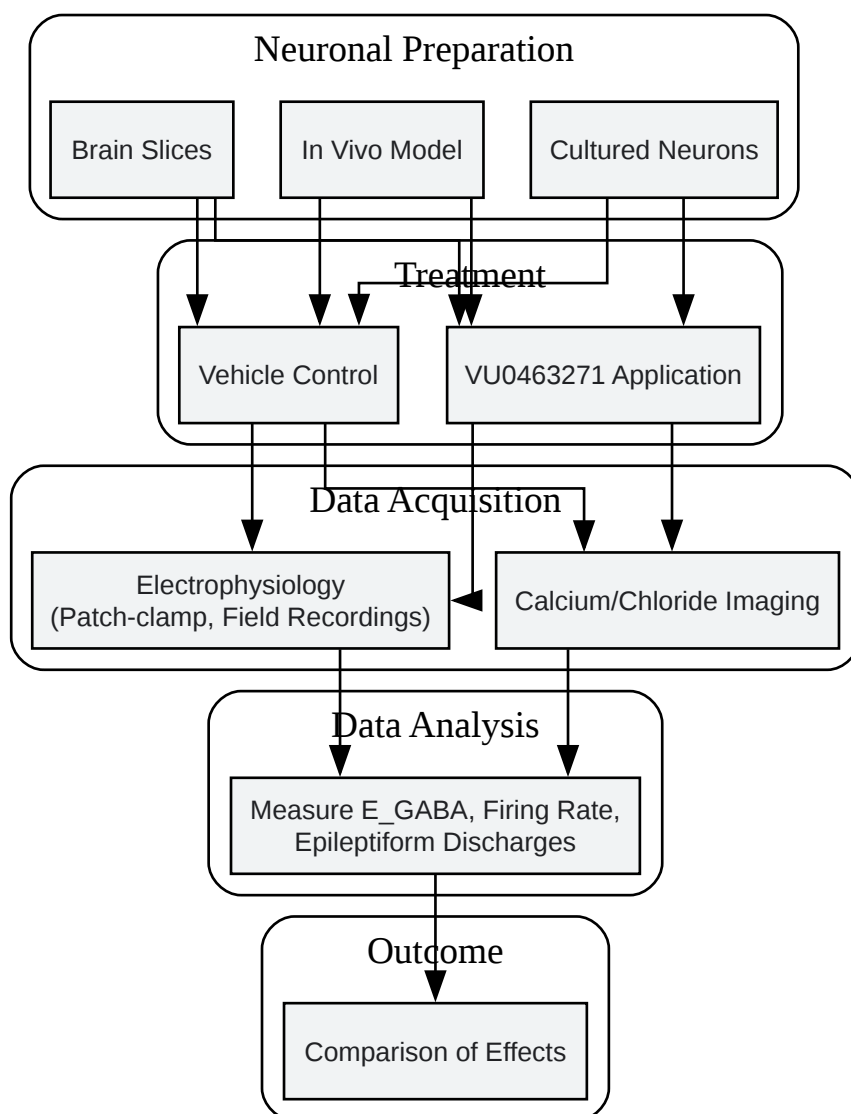 Neuronal Preparation
Brain Slices
In Vivo Model
Cultured Neurons
Treatment
Vehicle Control
VU0463271 Application
Data Acquisition
Electrophysiology
(Patch-clamp, Field Recordings)
Calcium/Chloride Imaging
Data Analysis
Measure E_GABA, Firing Rate,
Epileptiform Discharges
Outcome
Comparison of Effects